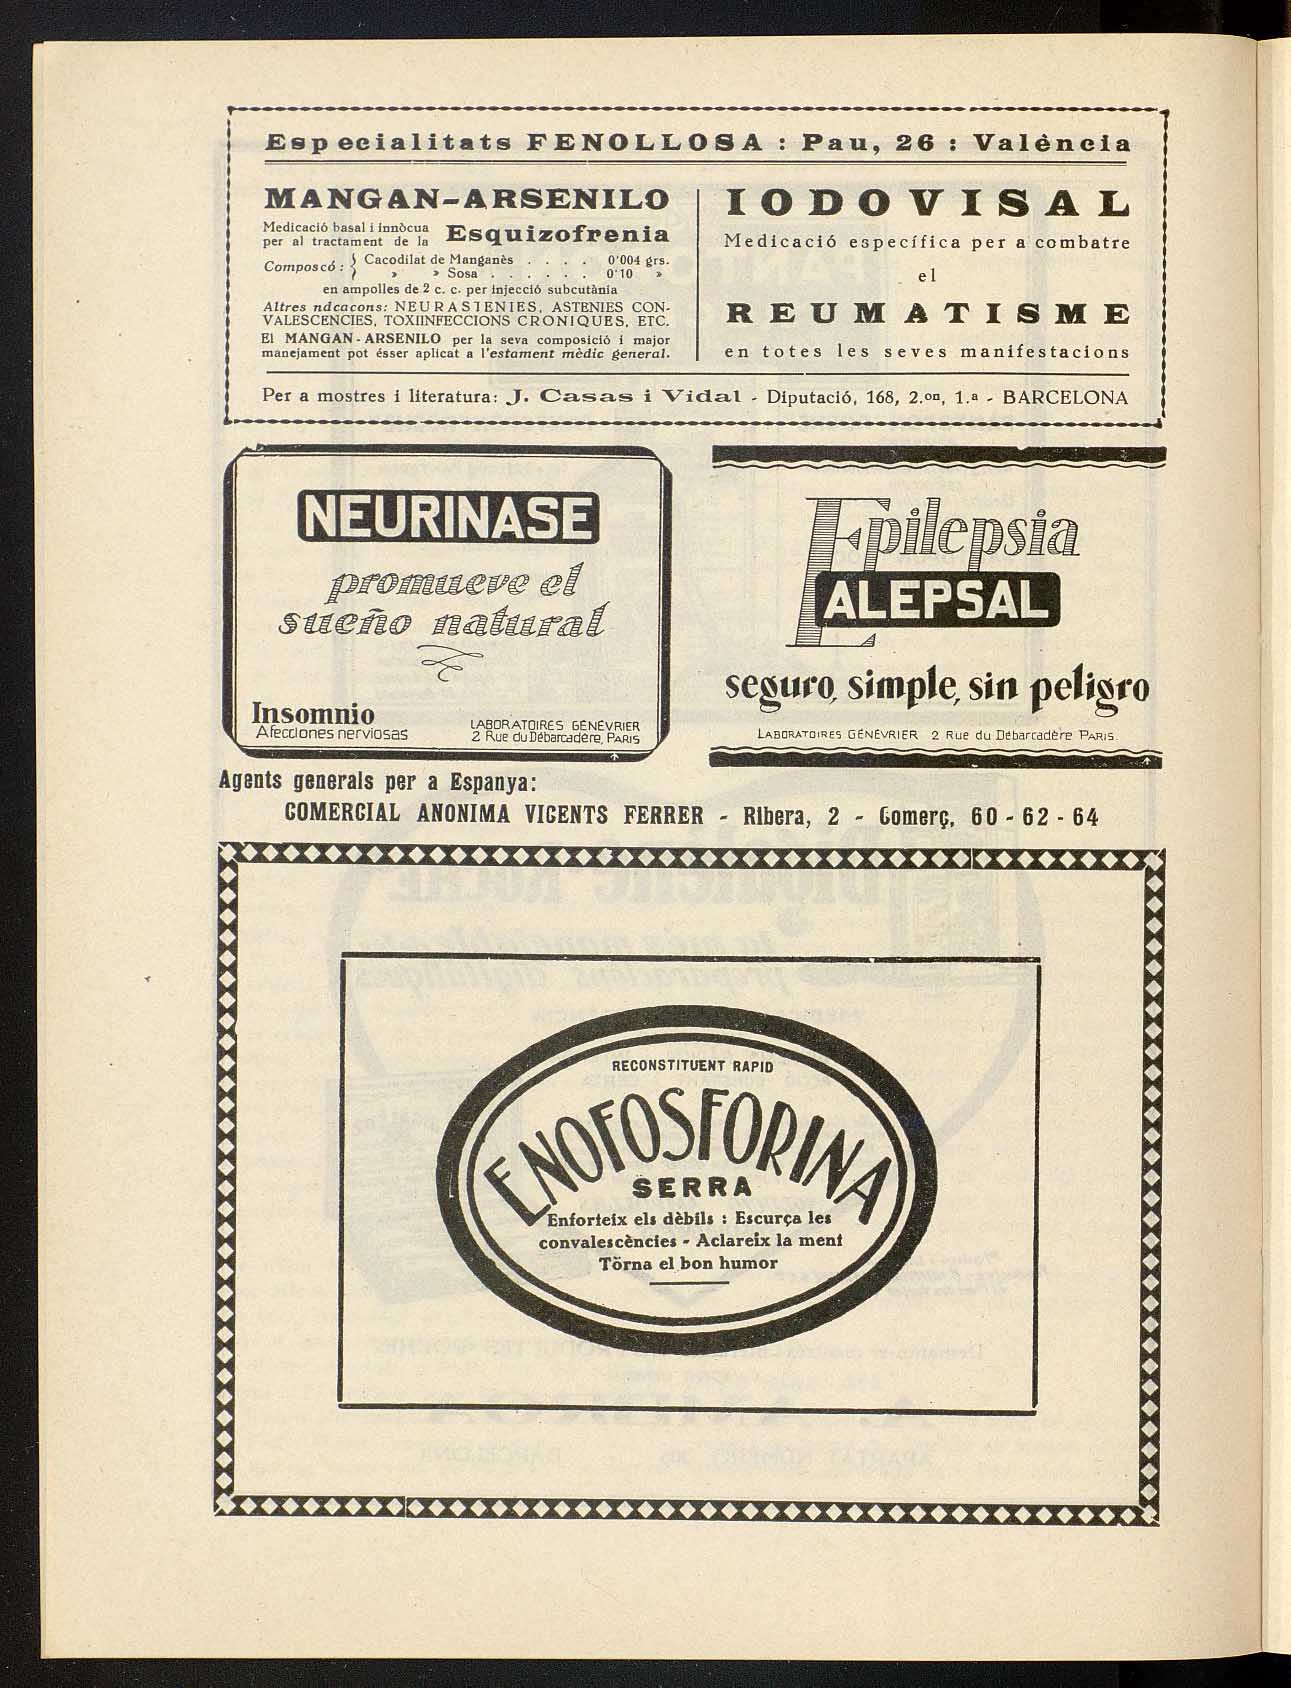 Especialitats FENOLLOSA : Pau, 26 : València
MANGAN-ARSENILO
Medicació basal i innòcua
per al tractament de la Esquizofrenia
Composcó : { Cacodilat de Manganès . . . . 0'004 grs.
» » Sosa . . . . . . 0'10 »
en ampolles de 2 c. c. per injecció subcutània
Altres ndcacons: NEURASTENIES, ASTENIES CON-
VALESCENCIES, TOXIINFECCIONS CRONIQUES, ETC.
El MANGAN-ARSENILO per la seva composició i major
manejament pot ésser aplicat a l'estament mèdic general.
IODOVISAL
Medicació específica per a combatre
el
REUMATISME
en totes les seves manifestacions
Per a mostres i literatura: J. Casas i Vidal - Diputació, 168, 2.on, 1.a - BARCELONA
NEURINASE
promueve el
sueño natural
Insomnio
Afecciones nerviosas
LABORATOIRES GÉNÉVRIER
2 Rue du Débarcadère, PARIS
Epilepsia
ALEPSAL
seguro, simple, sin peligro
LABORATOIRES GÉNÉVRIER 2 Rue du Débarcadère PARIS.
Agents generals per a Espanya:
COMERCIAL ANONIMA VICENTS FERRER - Ribera, 2 - Comerç, 60 - 62 - 64
RECONSTITUENT RAPID
ENOFOSFORINA
SERRA
Enforteix els dèbils : Escurça les
convalescències - Aclareix la ment
Törna el bon humor